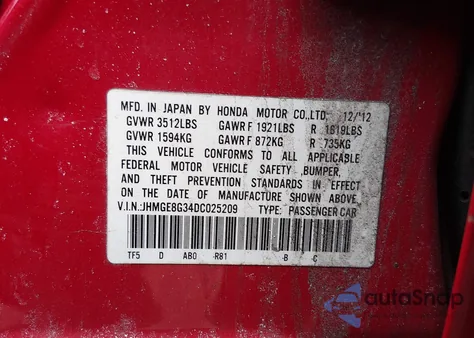 MFD. IN JAPAN BY HONDA MOTOR CO.,LTD. 12/'12
GVWR 3512LBS GAWR F 1921LBS R 1619LBS
GVWR 1594KG GAWR F 872KG R 735KG
THIS VEHICLE CONFORMS TO ALL APPLICABLE
FEDERAL MOTOR VEHICLE SAFETY ,BUMPER,
AND THEFT PREVENTION STANDARDS IN EFFECT
ON THE DATE OF MANUFACTURE SHOWN ABOVE.
V.I.N.:JHMGE8G34DC025209 TYPE: PASSENGER CAR
TF5 D AB0 -R81 -B -C
autoSnap